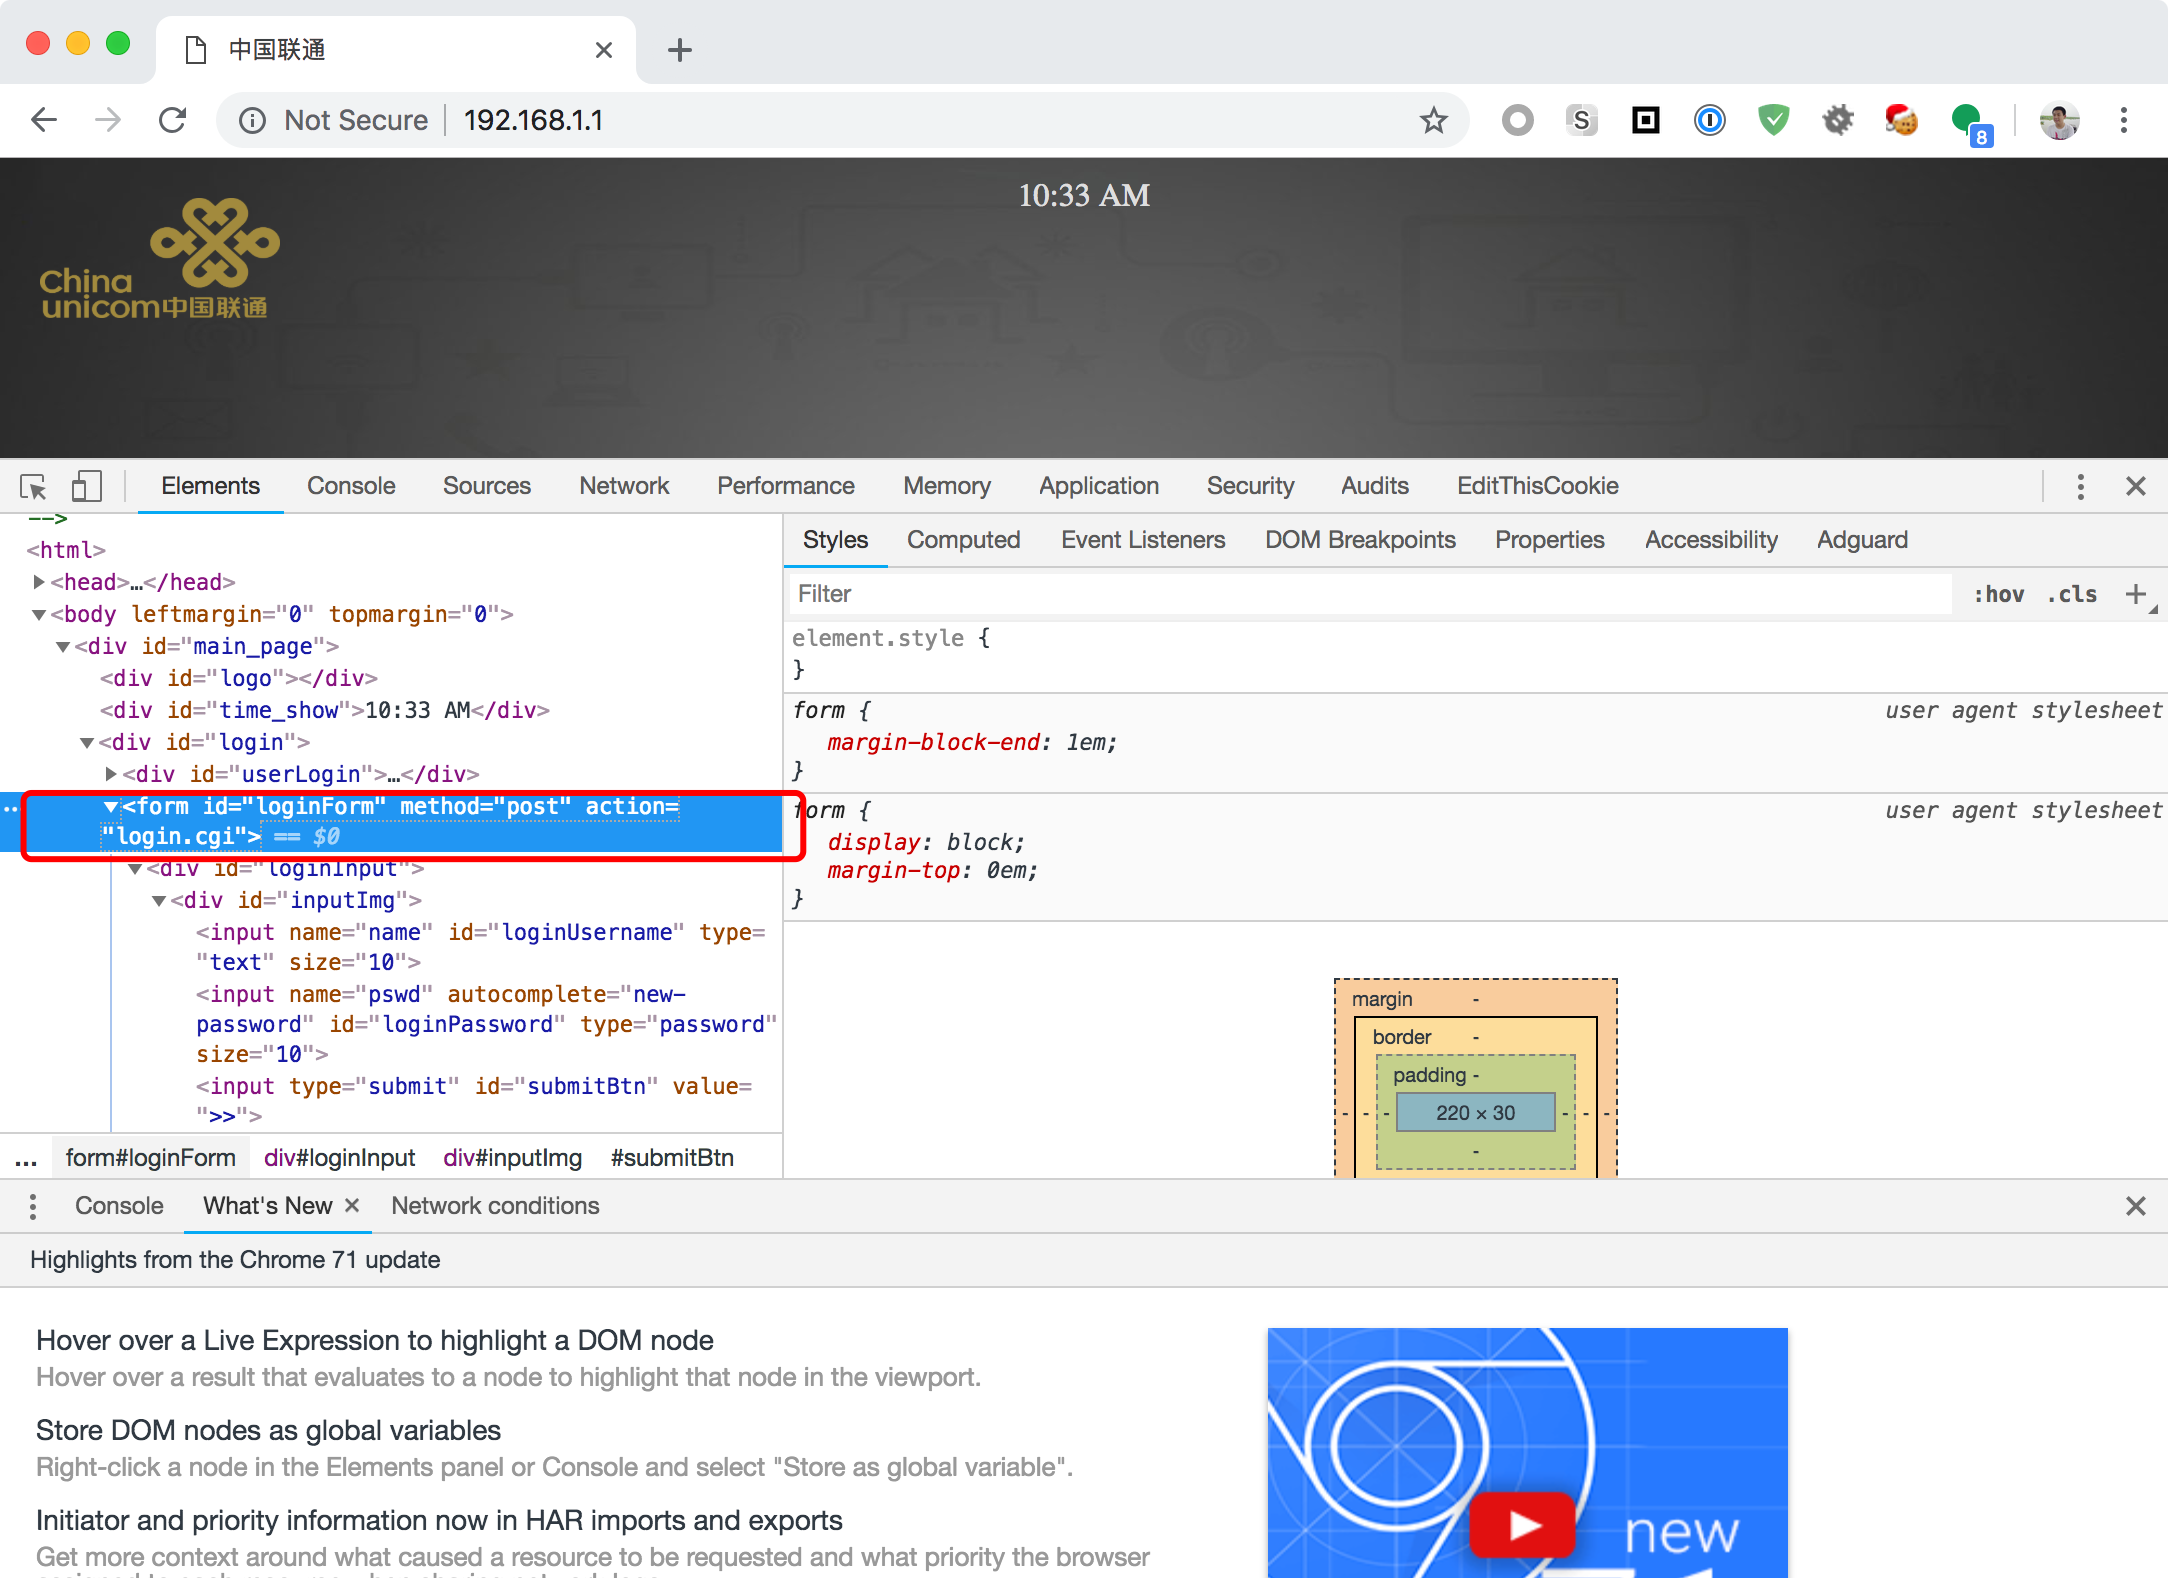 中国联通
Not Secure
192.168.1.1
S
8
10:33 AM
China
unicom中国联通
Elements
Console
Sources
Network
Performance
Memory
Application
Security
Audits
EditThisCookie
-->
<html>
<head>…</head>
<body leftmargin="0" topmargin="0">
<div id="main_page">
<div id="logo"></div>
<div id="time_show">10:33 AM</div>
<div id="login">
<div id="userLogin">…</div>
<form id="loginForm" method="post" action=
"login.cgi"> == $0
<div id="loginInput">
<div id="inputImg">
<input name="name" id="loginUsername" type=
"text" size="10">
<input name="pswd" autocomplete="new-
password" id="loginPassword" type="password"
size="10">
<input type="submit" id="submitBtn" value=
">>">
... form#loginForm div#loginInput div#inputImg #submitBtn
Styles
Computed
Event Listeners
DOM Breakpoints
Properties
Accessibility
Adguard
Filter
:hov .cls +
element.style {
}
form {
user agent stylesheet
margin-block-end: 1em;
}
form {
user agent stylesheet
display: block;
margin-top: 0em;
}
margin -
border -
padding -
- - - 220 × 30 - - -
-
Console
What's New
Network conditions
Highlights from the Chrome 71 update
Hover over a Live Expression to highlight a DOM node
Hover over a result that evaluates to a node to highlight that node in the viewport.
Store DOM nodes as global variables
Right-click a node in the Elements panel or Console and select "Store as global variable".
Initiator and priority information now in HAR imports and exports
Get more context around what caused a resource to be requested and what priority the browser
new